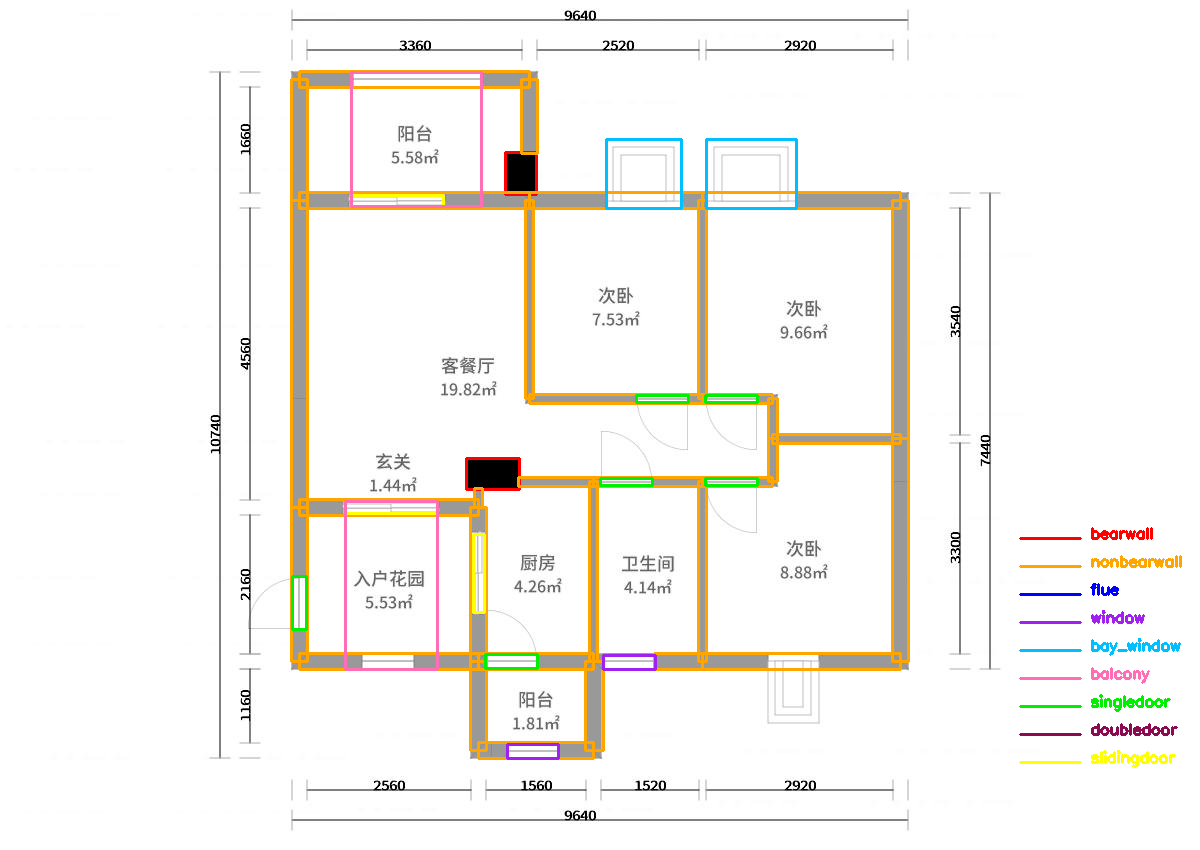 9640
3360
2520
2920
1660
阳台
5.58㎡
次卧
7.53㎡
次卧
9.66㎡
3540
4560
客餐厅
19.82㎡
10740
7440
玄关
1.44㎡
入户花园
5.53㎡
厨房
4.26㎡
卫生间
4.14㎡
次卧
8.88㎡
2160
3300
阳台
1.81㎡
1160
2560
1560
1520
2920
9640
bearwall
nonbearwall
flue
window
bay_window
balcony
singledoor
doubledoor
slidingdoor